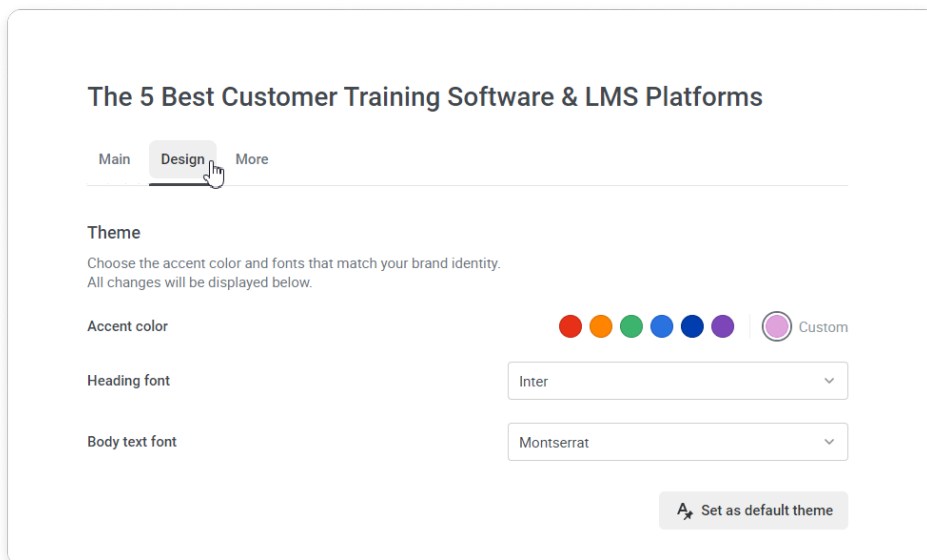 The 5 Best Customer Training Software & LMS Platforms
Main Design More
Theme
Choose the accent color and fonts that match your brand identity.
All changes will be displayed below.
Accent color Custom
Heading font Inter
Body text font Montserrat
Set as default theme